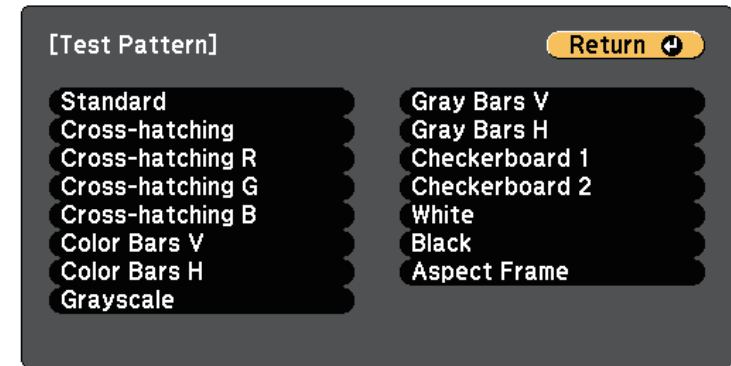 [Test Pattern]
Return
Standard
Cross-hatching
Cross-hatching R
Cross-hatching G
Cross-hatching B
Color Bars V
Color Bars H
Grayscale
Gray Bars V
Gray Bars H
Checkerboard 1
Checkerboard 2
White
Black
Aspect Frame